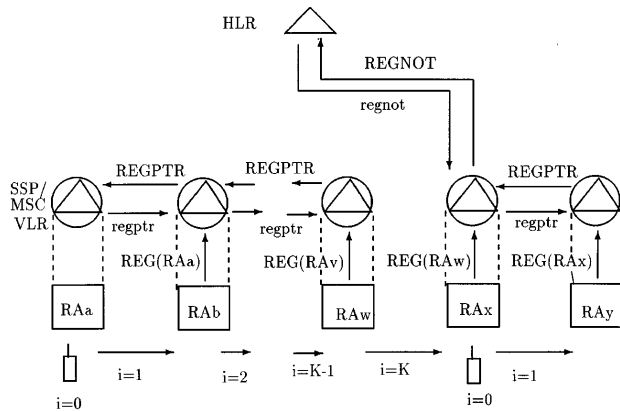 HLR
REGNOT
regnot
REGPTR
REGPTR
REGPTR
SSP/
MSC
VLR
regptr
regptr
regptr
REG(RAa)
REG(RAv)
REG(RAw)
REG(RAx)
RAa
RAb
RAw
RAx
RAy
i=0
i=1
i=2
i=K-1
i=K
i=0
i=1